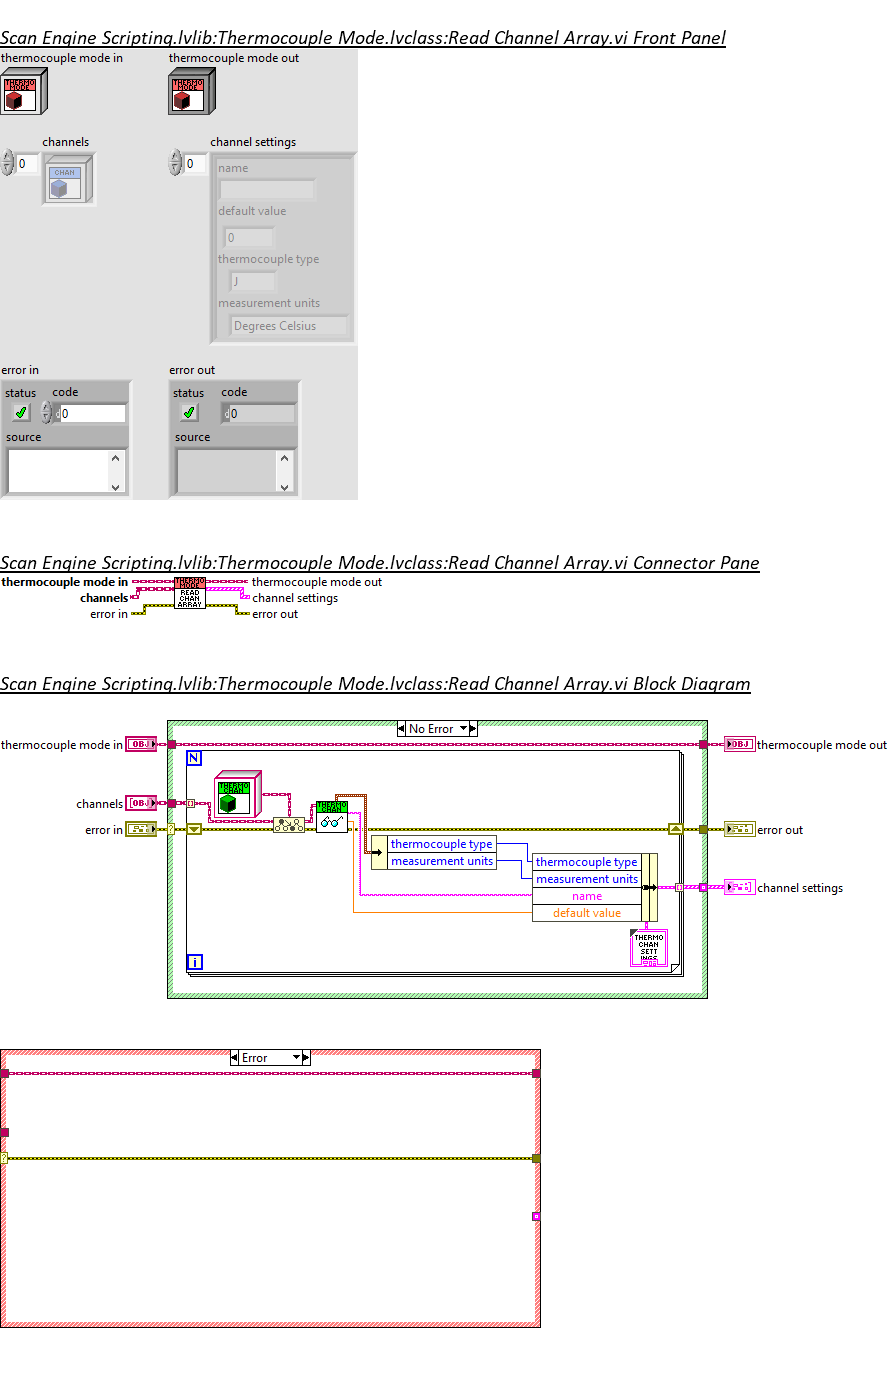 Scan Engine Scripting.lvlib:Thermocouple Mode.lvclass:Read Channel Array.vi Front Panel
thermocouple mode in
thermocouple mode out
THERMO
MODE
THERMO
MODE
channels
channel settings
0
CHAN
0
name
default value
0
thermocouple type
J
measurement units
Degrees Celsius
error in
error out
status
code
status
code
d
0
d
0
source
source
Scan Engine Scripting.lvlib:Thermocouple Mode.lvclass:Read Channel Array.vi Connector Pane
thermocouple mode in
THERMO
MODE
thermocouple mode out
channels
READ
CHAN
ARRAY
channel settings
error in
error out
Scan Engine Scripting.lvlib:Thermocouple Mode.lvclass:Read Channel Array.vi Block Diagram
No Error
thermocouple mode in
OBJ
OBJ
thermocouple mode out
N
THERMO
CHAN
channels
OBJ
THERMO
CHAN
error in
?
error out
thermocouple type
measurement units
thermocouple type
measurement units
name
default value
channel settings
THERMO
CHAN
SETT
INGS
i
Error
?